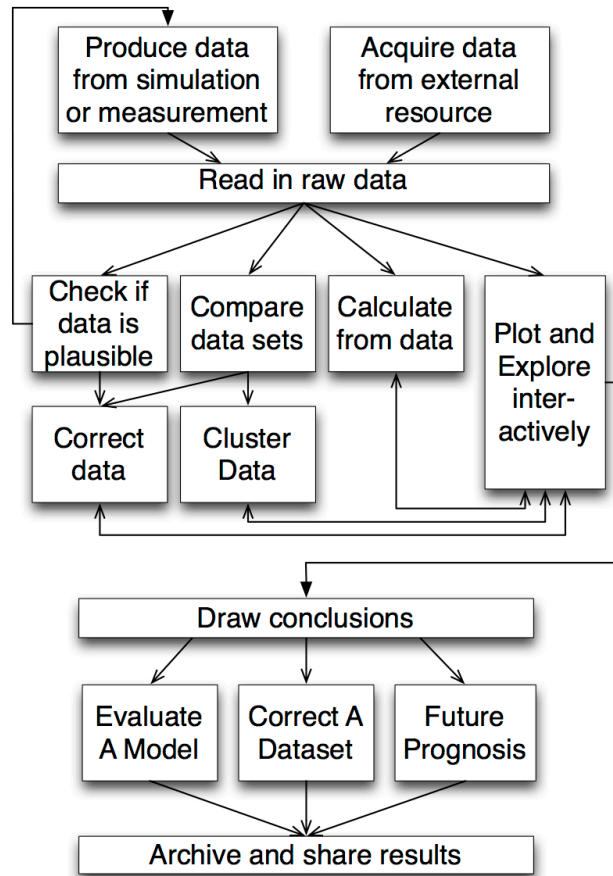 Produce data
from simulation
or measurement
Acquire data
from external
resource
Read in raw data
Check if
data is
plausible
Compare
data sets
Calculate
from data
Plot and
Explore
inter-
actively
Correct
data
Cluster
Data
Draw conclusions
Evaluate
A Model
Correct A
Dataset
Future
Prognosis
Archive and share results